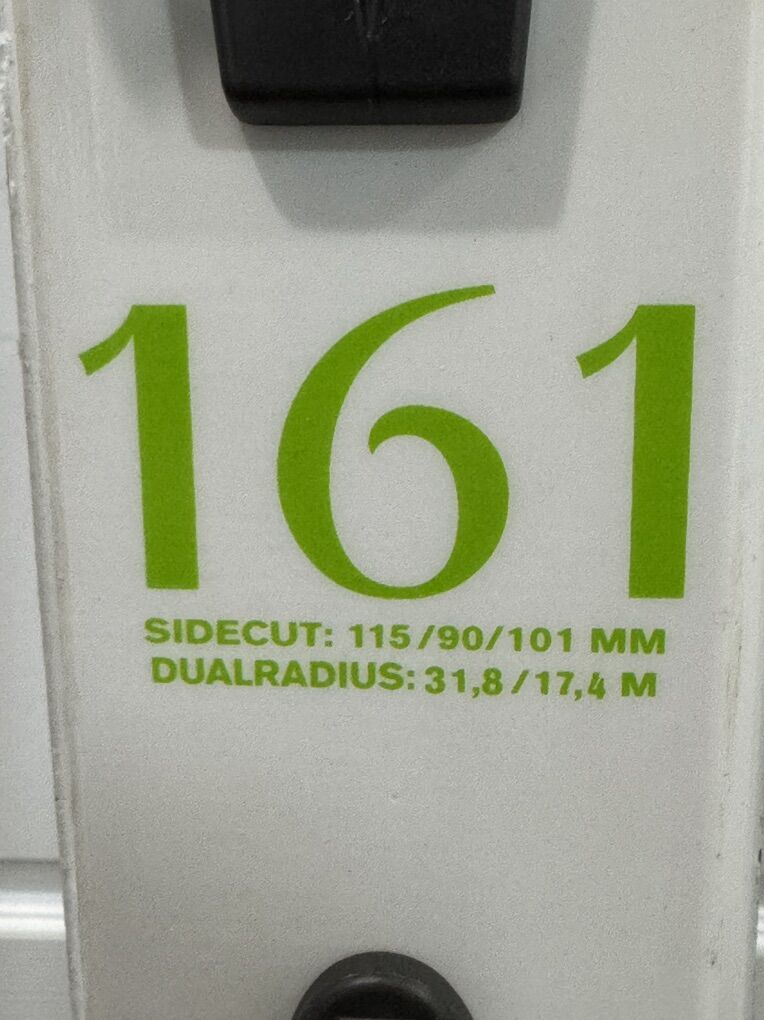 161
SIDECUT: 115/90/101 MM
DUALRADIUS: 31,8/17,4 M